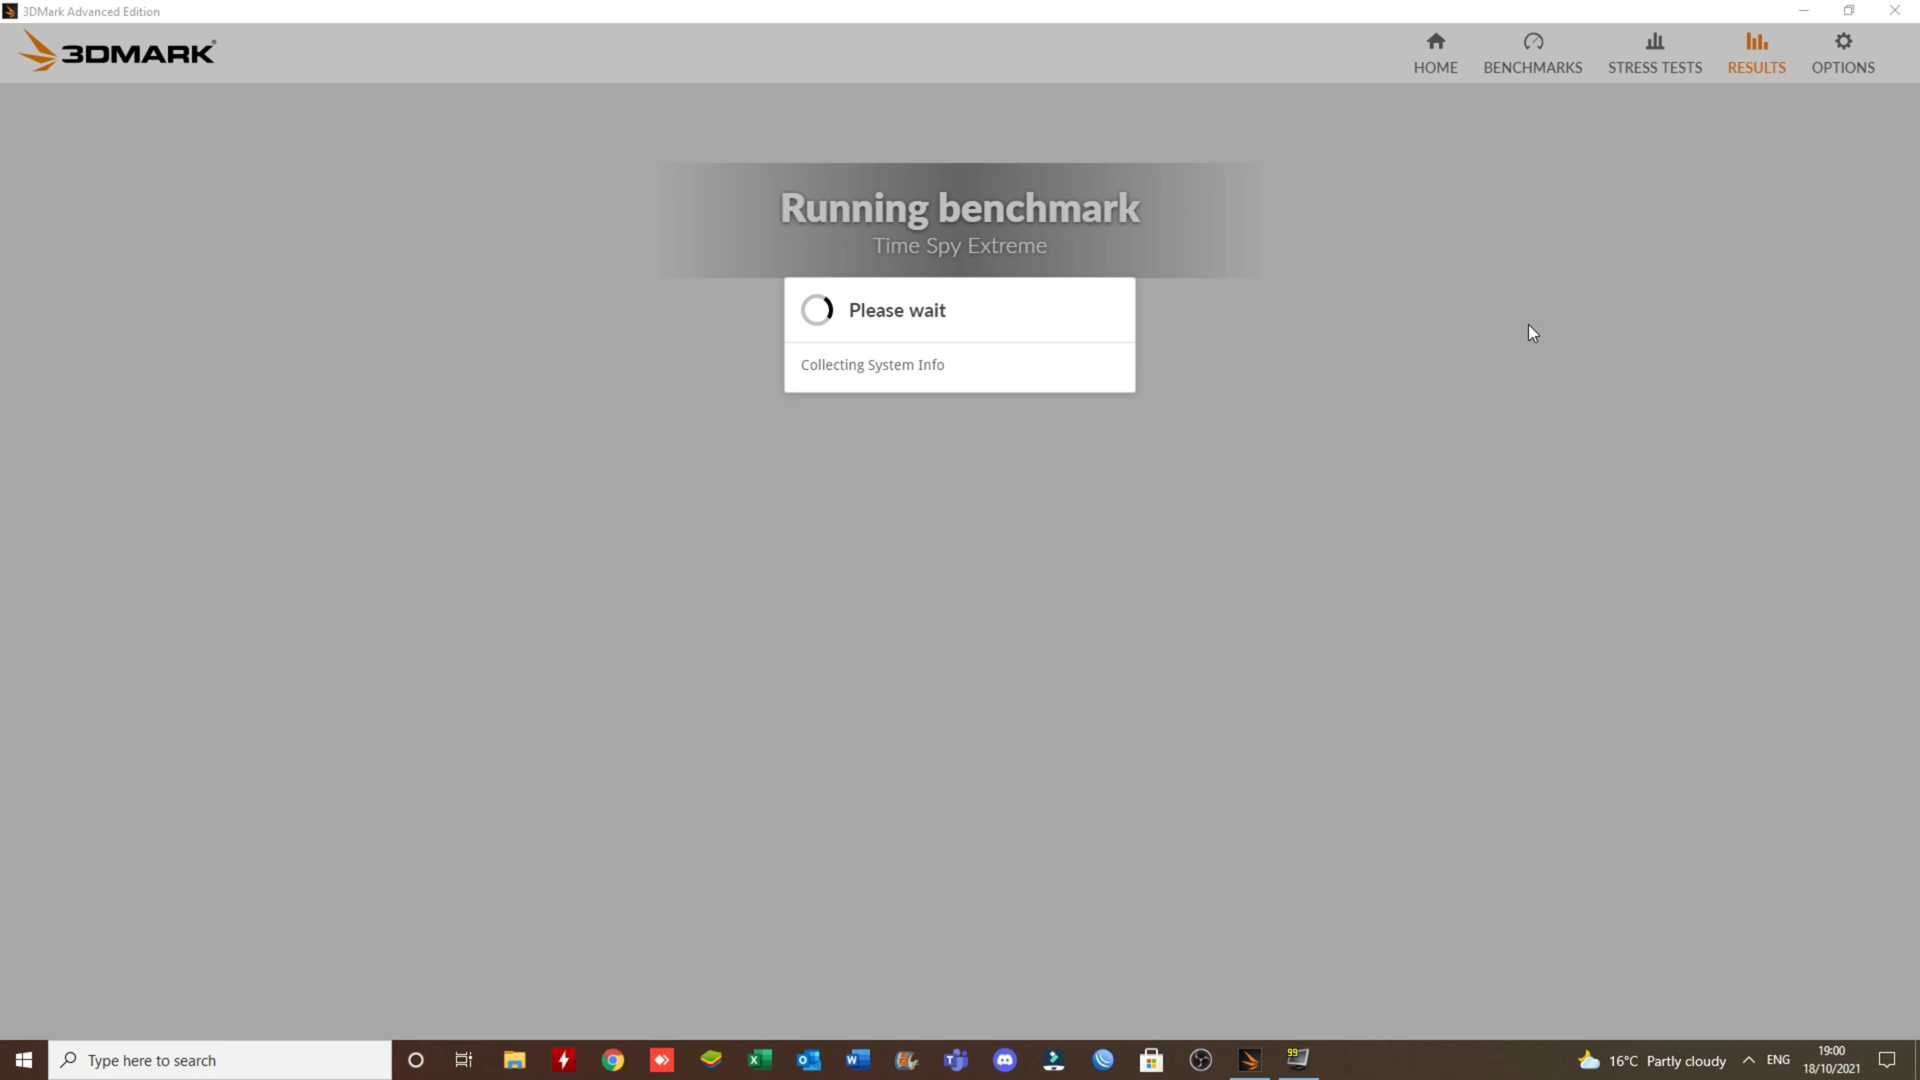 3DMark Advanced Edition
3DMARK®
HOME
BENCHMARKS
STRESS TESTS
RESULTS
OPTIONS
Running benchmark
Time Spy Extreme
Please wait
Collecting System Info
Type here to search
99
16°C Partly cloudy
ENG
19:00
18/10/2021